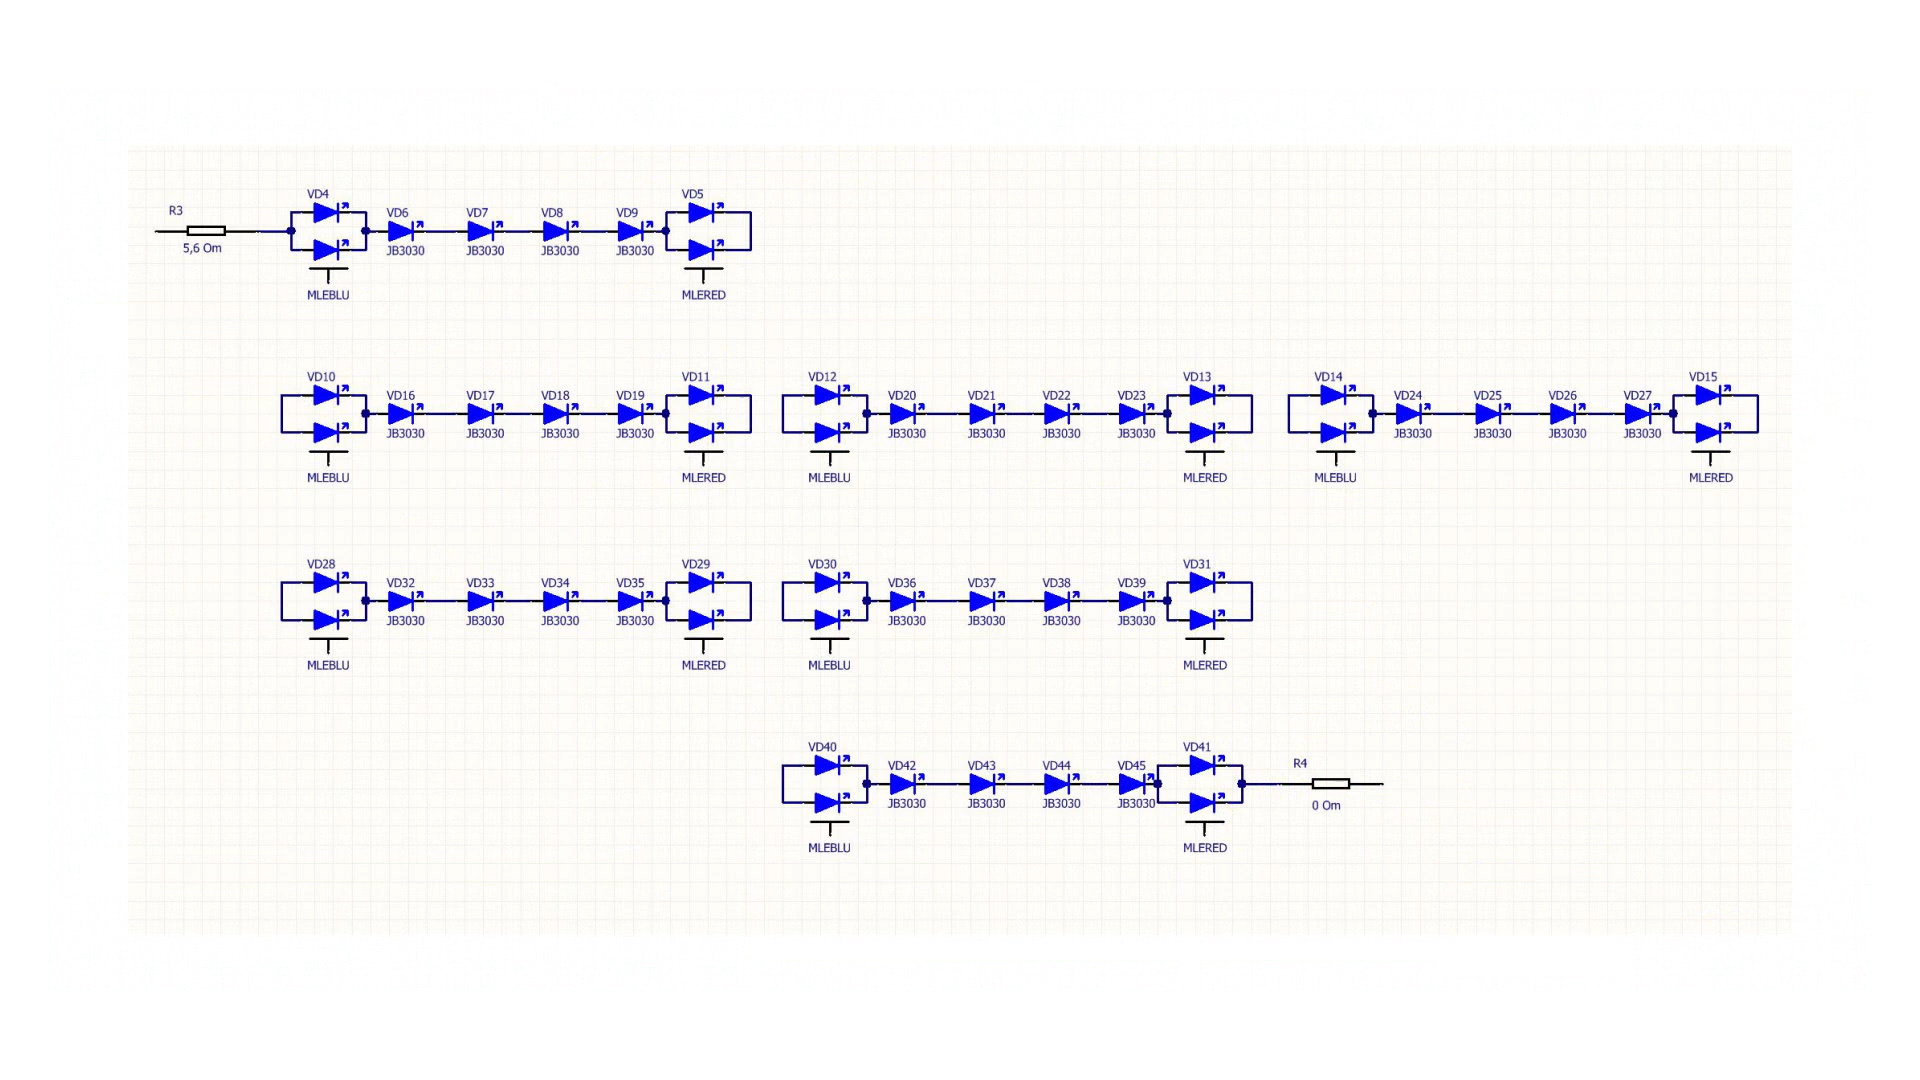 VD4
VD5
R3
VD6 VD7 VD8 VD9
5,6 Om
JB3030 JB3030 JB3030 JB3030
MLEBLU MLERED
VD10 VD11 VD12 VD13 VD14 VD15
VD16 VD17 VD18 VD19 VD20 VD21 VD22 VD23 VD24 VD25 VD26 VD27
JB3030 JB3030 JB3030 JB3030 JB3030 JB3030 JB3030 JB3030 JB3030 JB3030 JB3030 JB3030
MLEBLU MLERED MLEBLU MLERED MLEBLU MLERED
VD28 VD29 VD30 VD31
VD32 VD33 VD34 VD35 VD36 VD37 VD38 VD39
JB3030 JB3030 JB3030 JB3030 JB3030 JB3030 JB3030 JB3030
MLEBLU MLERED MLEBLU MLERED
VD40 VD41
VD42 VD43 VD44 VD45 R4
JB3030 JB3030 JB3030 JB3030 0 Om
MLEBLU MLERED